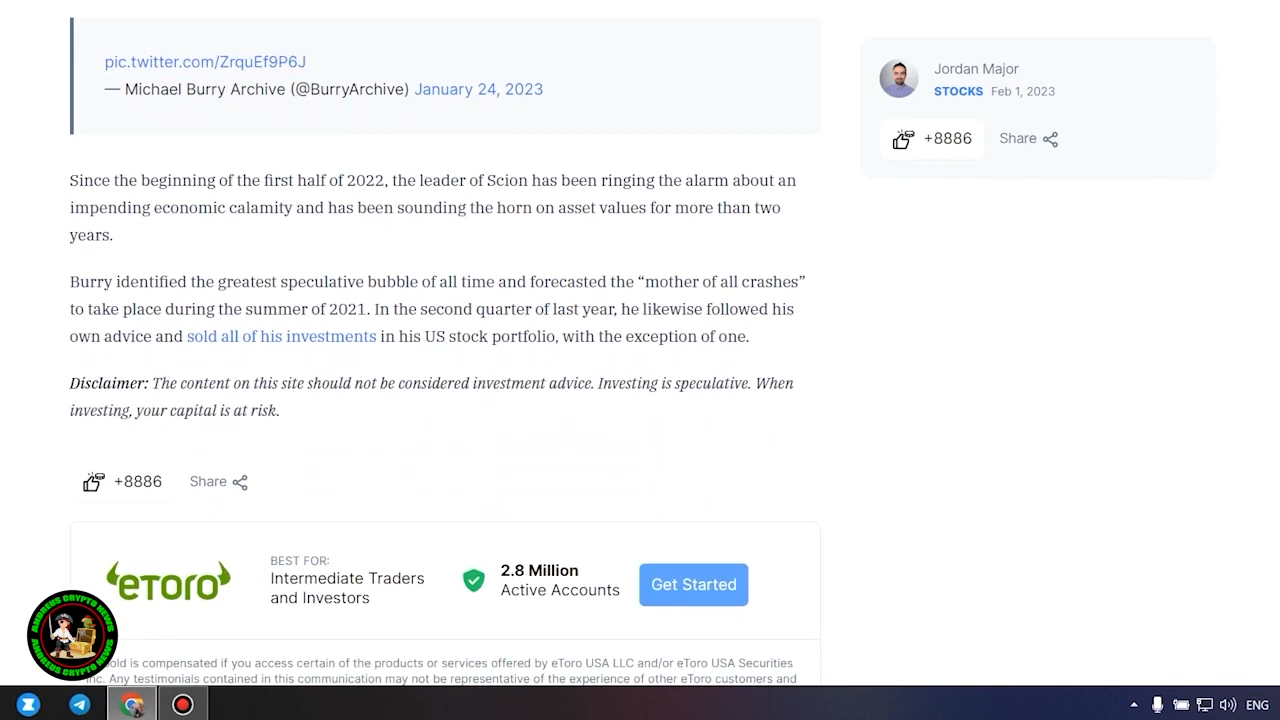 pic.twitter.com/ZrquEf9P6J
— Michael Burry Archive (@BurryArchive) January 24, 2023
Jordan Major
STOCKS Feb 1, 2023
+8886 Share
Since the beginning of the first half of 2022, the leader of Scion has been ringing the alarm about an
impending economic calamity and has been sounding the horn on asset values for more than two
years.
Burry identified the greatest speculative bubble of all time and forecasted the “mother of all crashes”
to take place during the summer of 2021. In the second quarter of last year, he likewise followed his
own advice and sold all of his investments in his US stock portfolio, with the exception of one.
Disclaimer: The content on this site should not be considered investment advice. Investing is speculative. When
investing, your capital is at risk.
+8886 Share
eToro
BEST FOR:
Intermediate Traders
and Investors
2.8 Million
Active Accounts
Get Started
ANDREUS CRYPTO NEWS
ANDREUS CRYPTO NEWS
is compensated if you access certain of the products or services offered by eToro USA LLC and/or eToro USA Securities
Inc. Any testimonials contained in this communication may not be representative of the experience of other eToro customers and
ENG